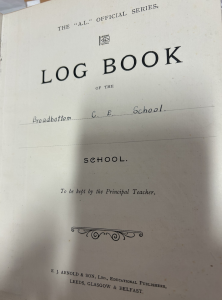 THE "A.L." OFFICIAL SERIES.
LOG BOOK
OF THE
Broadbottom C. E. School.
SCHOOL.
To be kept by the Principal Teacher.
E. J. ARNOLD & SON, LTD., EDUCATIONAL PUBLISHERS,
LEEDS, GLASGOW & BELFAST.